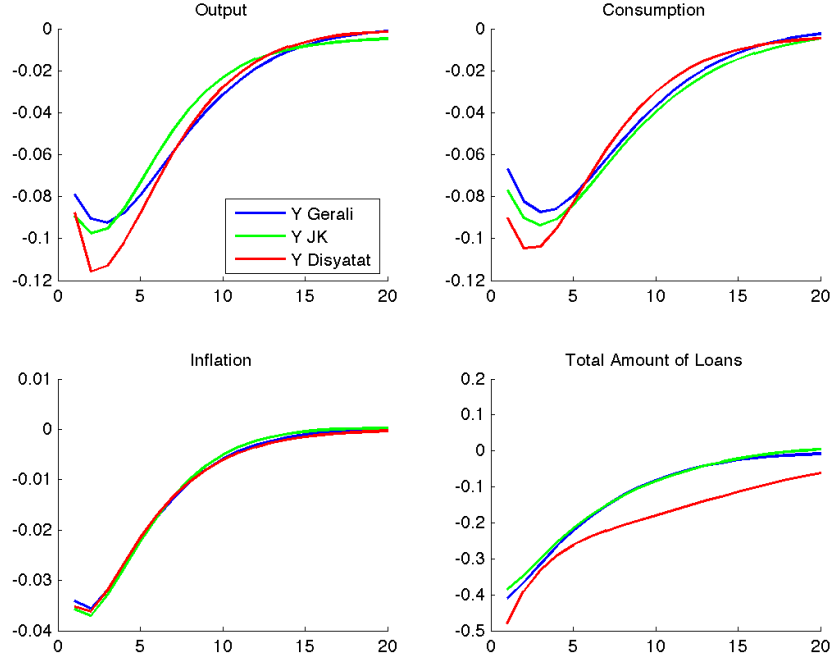 Output
0
-0.02
-0.04
-0.06
-0.08
-0.1
-0.12
0 5 10 15 20
Y Gerali
Y JK
Y Disyatat
Consumption
0
-0.02
-0.04
-0.06
-0.08
-0.1
-0.12
0 5 10 15 20
Inflation
0.01
0
-0.01
-0.02
-0.03
-0.04
0 5 10 15 20
Total Amount of Loans
0.2
0.1
0
-0.1
-0.2
-0.3
-0.4
-0.5
0 5 10 15 20